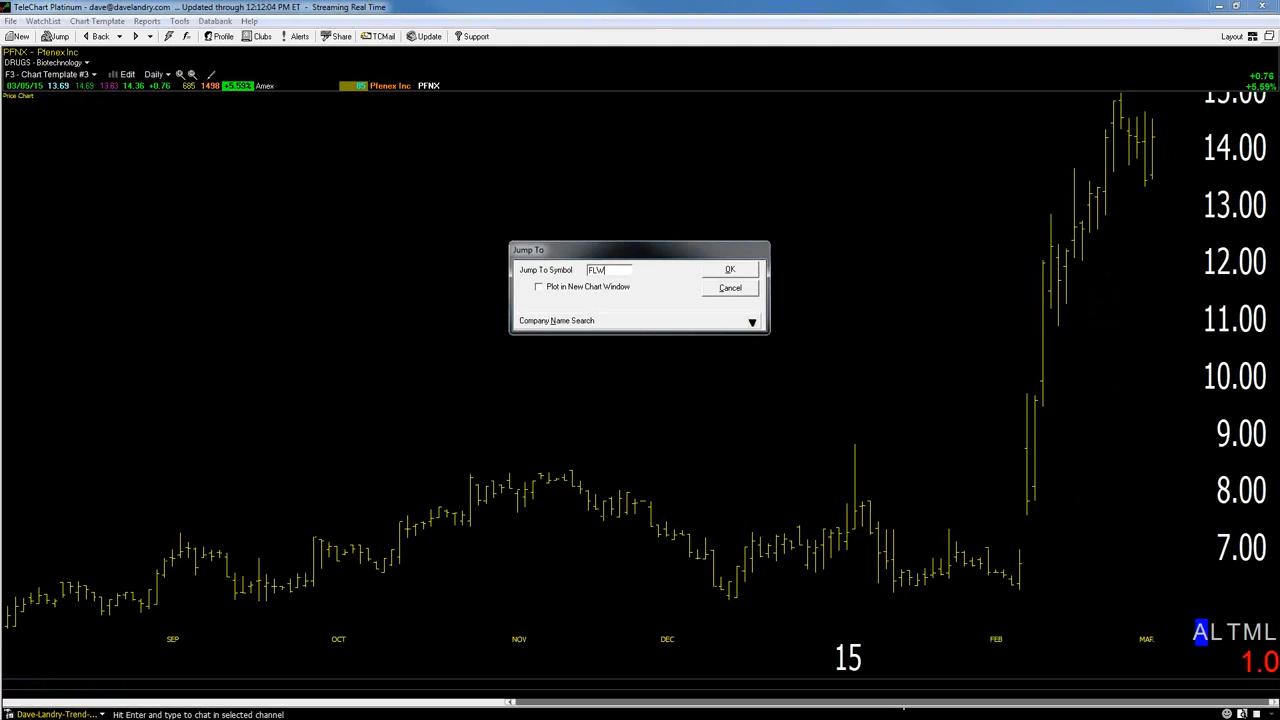 TeleChart Platinum - dave@davelandry.com ... Updated through 12:12:04 PM ET - Streaming Real Time
File WatchList Chart Template Reports Tools Databank Help
New Jump Back Profile Clubs Alerts Share TCMail Update Support Layout
PFNX - Pfenex Inc
DRUGS - Biotechnology
F3 - Chart Template #3 Edit Daily +0.76
03/05/15 13.69 14.69 13.63 14.36 +0.76 685 1498 +5.59% Amex 85 Pfenex Inc PFNX +5.59%
Price Chart
15.00
14.00
13.00
12.00
11.00
10.00
9.00
8.00
7.00
Jump To
Jump To Symbol FLW OK
Plot in New Chart Window Cancel
Company Name Search
ALTML
SEP OCT NOV DEC 15 FEB MAR
1.0
Dave-Landry-Trend-... Hit Enter and type to chat in selected channel